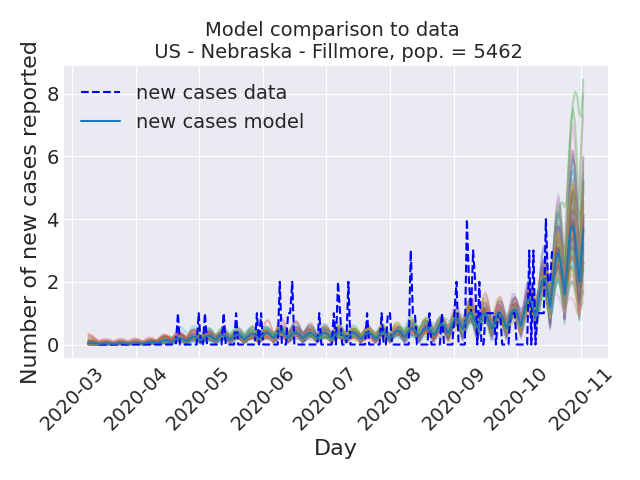 Model comparison to data
US - Nebraska - Fillmore, pop. = 5462
Number of new cases reported
8
6
4
2
0
new cases data
new cases model
2020-03
2020-04
2020-05
2020-06
2020-07
2020-08
2020-09
2020-10
2020-11
Day